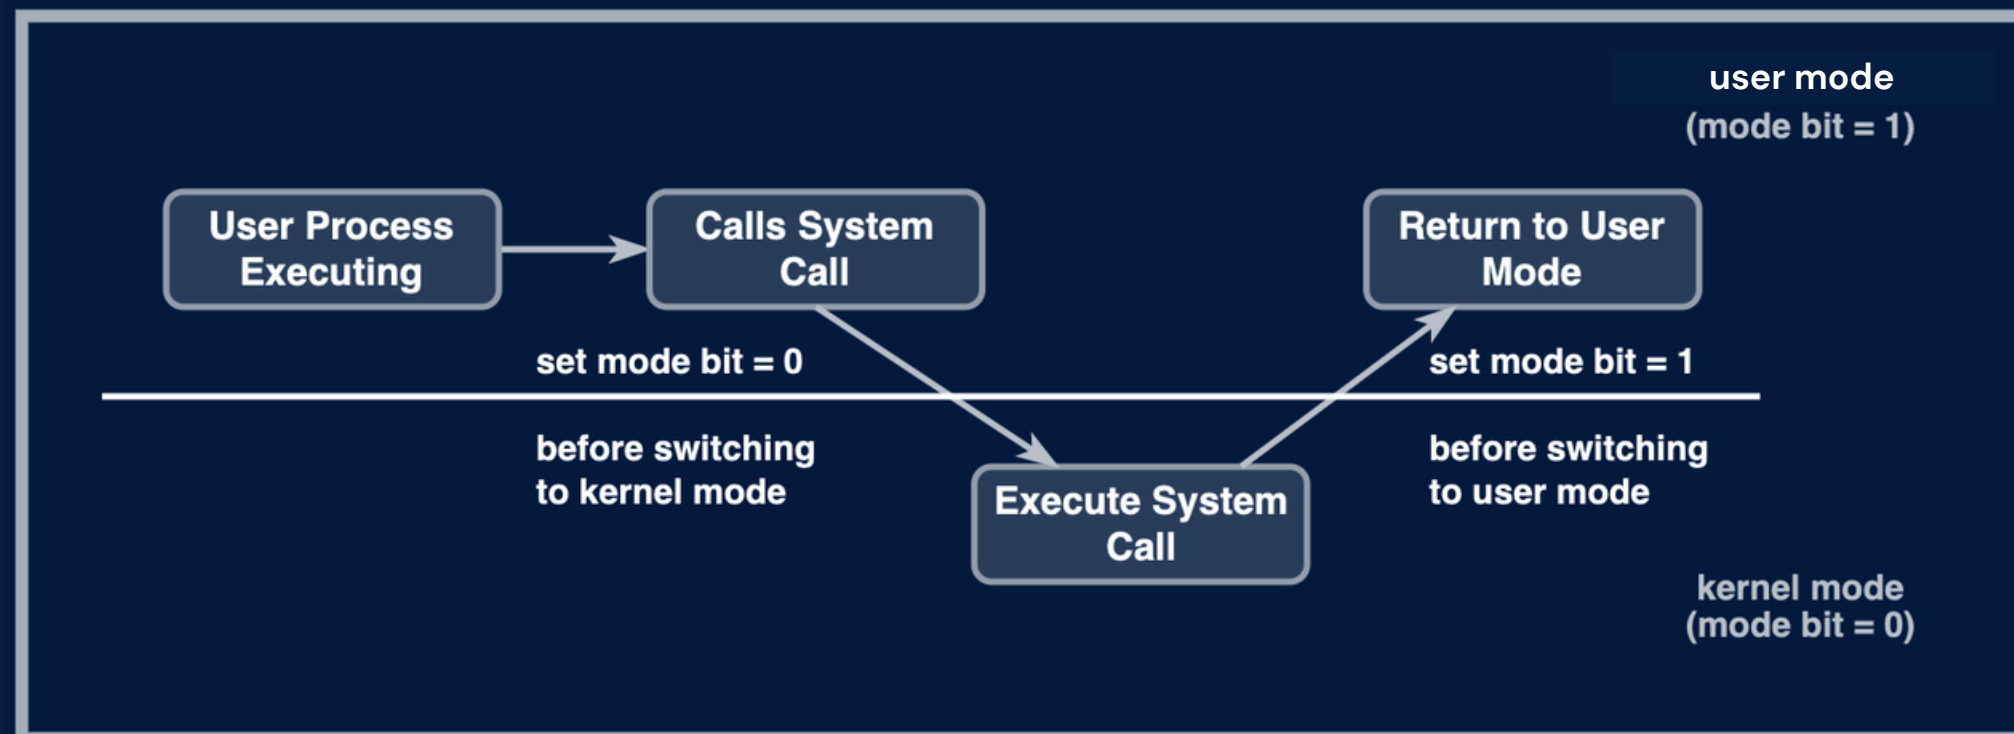 user mode
(mode bit = 1)
User Process
Executing
Calls System
Call
Return to User
Mode
set mode bit = 0
set mode bit = 1
before switching
to kernel mode
before switching
to user mode
Execute System
Call
kernel mode
(mode bit = 0)